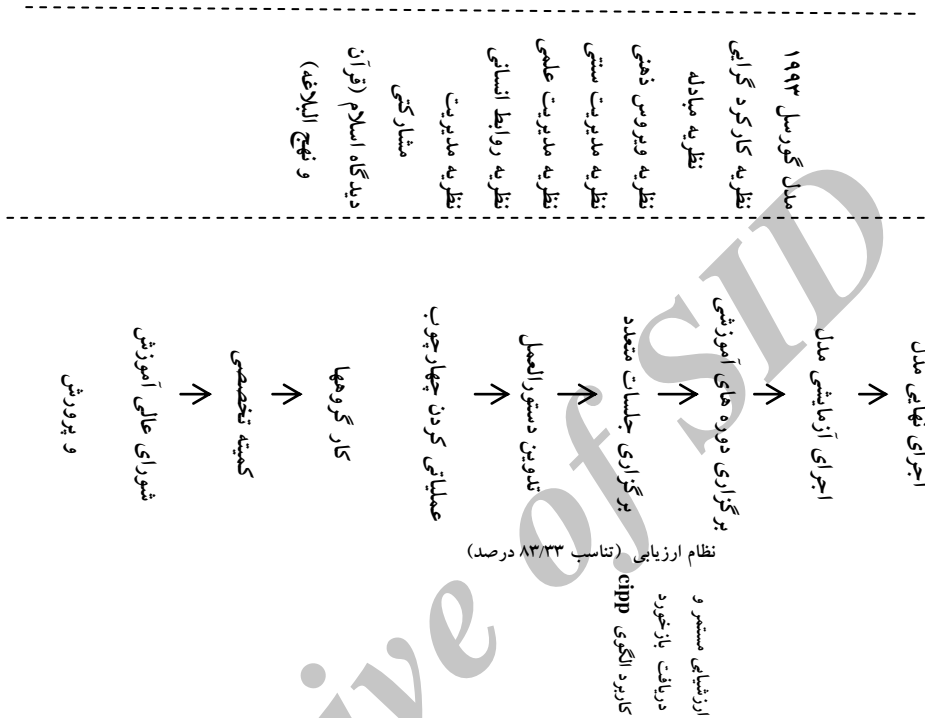 مدل گورسل ۱۹۹۳
نظریه کارکرد گرایی
نظریه مبادله
نظریه ویروس ذهنی
نظریه مدیریت سنتی
نظریه مدیریت علمی
نظریه روابط انسانی
نظریه مدیریت
مشارکتی
دیدگاه اسلام (قرآن
و نهج البلاغه)
شورای عالی آموزش
و پرورش
کمیته تخصصی
کار گروهها
عملیاتی کردن چهارچوب
تدوین دستورالعمل
برگزاری جلسات متعدد
برگزاری دوره های آموزشی
اجرای آزمایشی مدل
اجرای نهایی مدل
نظام ارزیابی (تناسب ۸۳/۳۳ درصد)
ارزشیابی مستمر و
دریافت بازخورد
کاربرد الگوی cipp
ive of SID